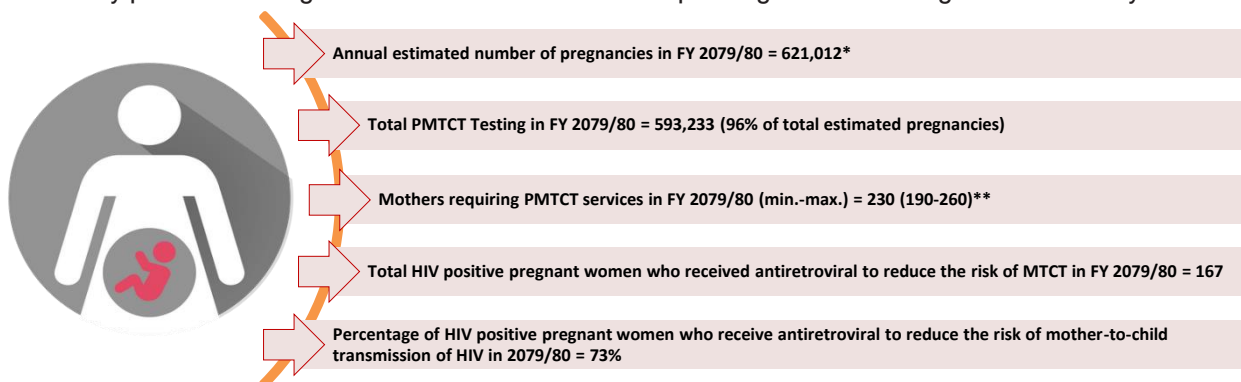 Annual estimated number of pregnancies in FY 2079/80 = 621,012*
Total PMTCT Testing in FY 2079/80 = 593,233 (96% of total estimated pregnancies)
Mothers requiring PMTCT services in FY 2079/80 (min.-max.) = 230 (190-260)**
Total HIV positive pregnant women who received antiretroviral to reduce the risk of MTCT in FY 2079/80 = 167
Percentage of HIV positive pregnant women who receive antiretroviral to reduce the risk of mother-to-child
transmission of HIV in 2079/80 = 73%